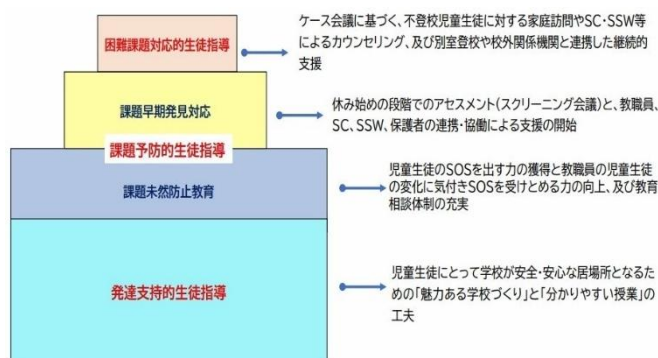 困難課題対応的生徒指導
ケース会議に基づく、不登校児童生徒に対する家庭訪問やSC・SSW等
によるカウンセリング、及び別室登校や校外関係機関と連携した継続的
支援
課題早期発見対応
休み始めの段階でのアセスメント(スクリーニング会議)と、教職員、
SC、SSW、保護者の連携・協働による支援の開始
課題予防的生徒指導
課題未然防止教育
児童生徒のSOSを出す力の獲得と教職員の児童生徒
の変化に気付きSOSを受けとめる力の向上、及び教育
相談体制の充実
発達支持的生徒指導
児童生徒にとって学校が安全・安心な居場所となるた
めの「魅力ある学校づくり」と「分かりやすい授業」の
工夫